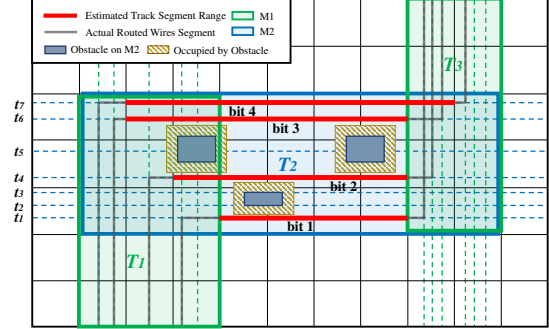 Estimated Track Segment Range
M1
Actual Routed Wires Segment
M2
Obstacle on M2
Occupied by Obstacle
T3
t7
bit 4
t6
bit 3
t5
T2
t4
bit 2
t3
t2
t1
bit 1
T1